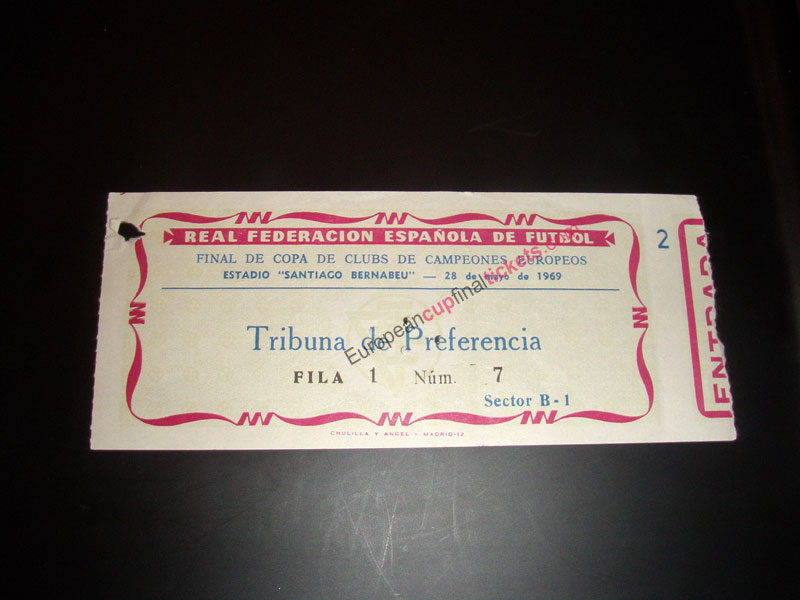 REAL FEDERACION ESPAÑOLA DE FUTBOL
FINAL DE COPA DE CLUBS DE CAMPEONES EUROPEOS
ESTADIO "SANTIAGO BERNABEU" — 28 de mayo de 1969
Tribuna de Preferencia
FILA 1 Núm. 7
Sector B-1
CHULILLA Y ANGEL - MADRID-12
2
ENTRADA
Europeancupfinaltickets.com